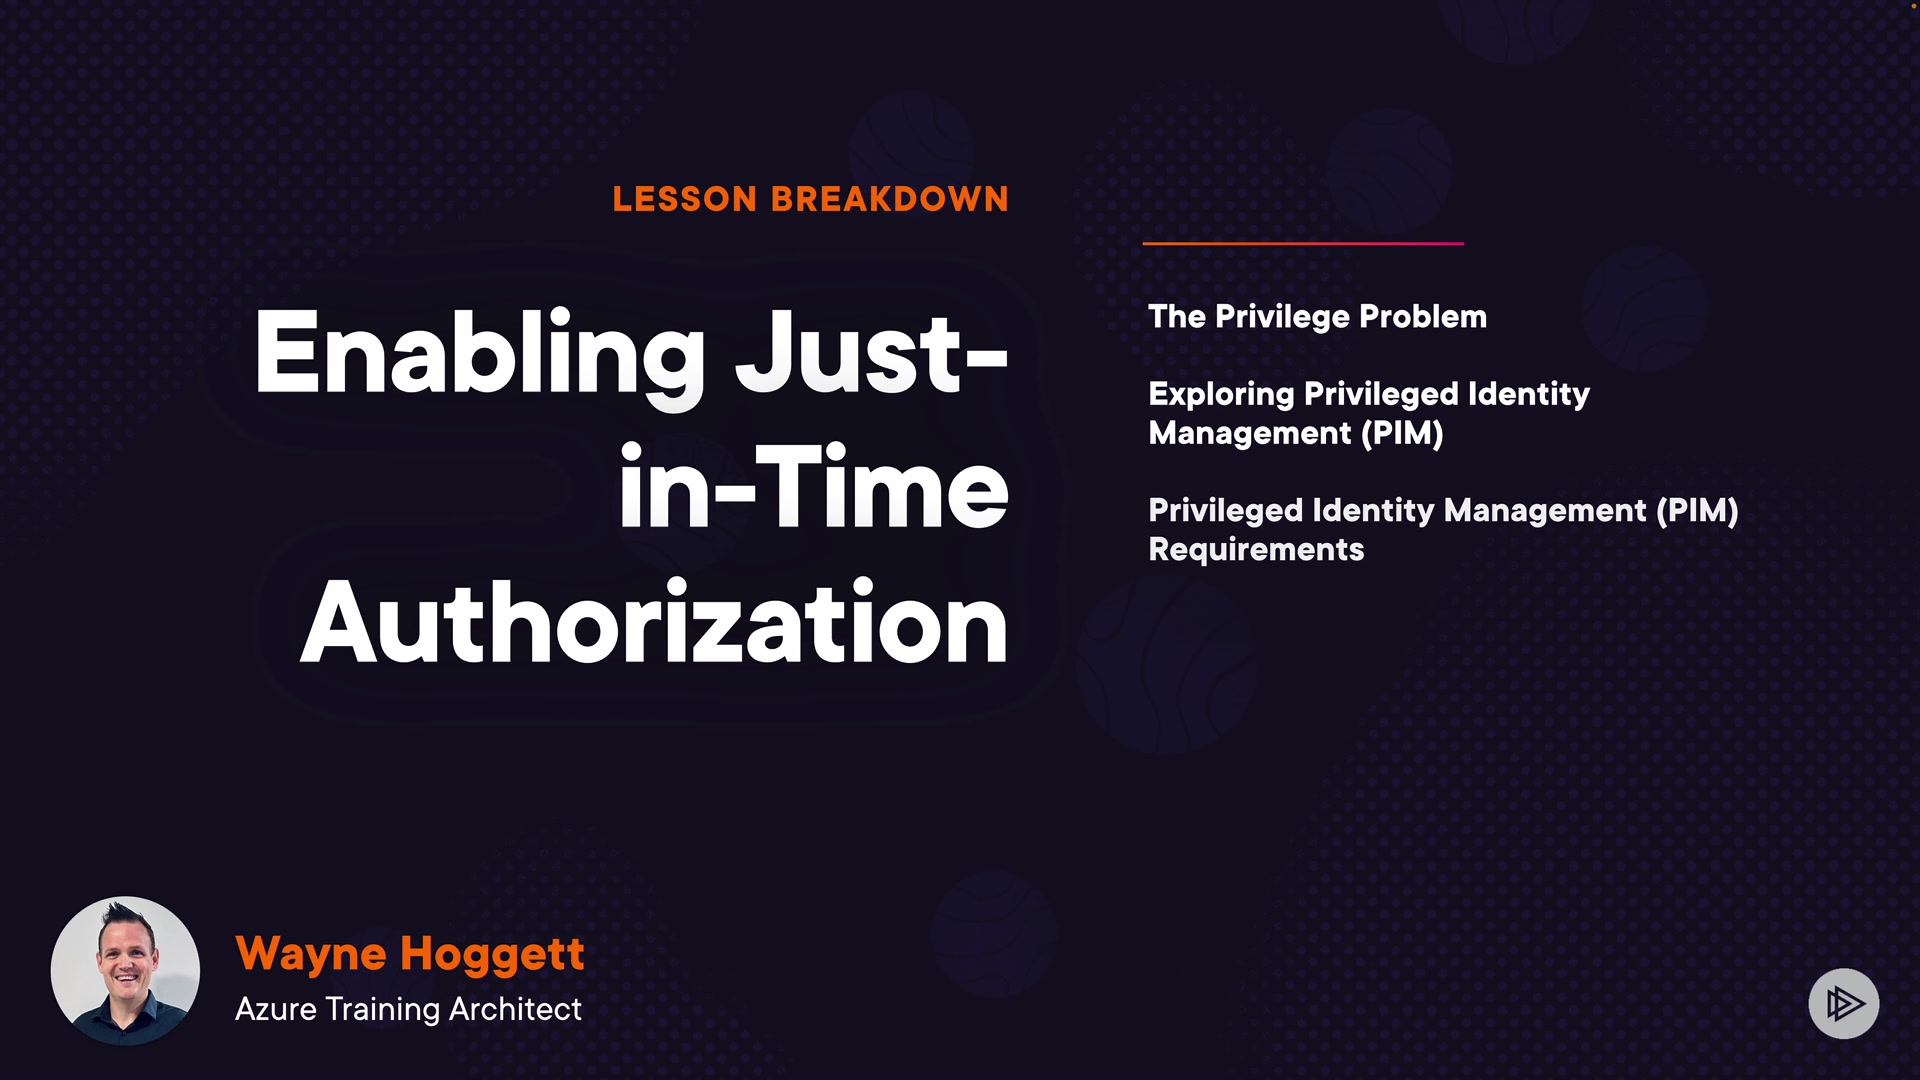 LESSON BREAKDOWN
Enabling Just-
in-Time
Authorization
The Privilege Problem
Exploring Privileged Identity
Management (PIM)
Privileged Identity Management (PIM)
Requirements
Wayne Hoggett
Azure Training Architect